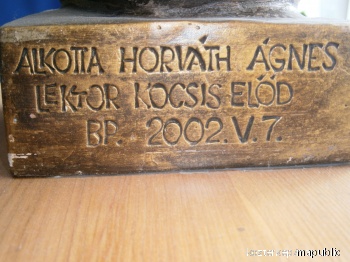 ALKOTTA HORVÁTH ÁGNES
LEKTOR KOCSIS ELŐD
BP. 2002.V.7.
mapublic